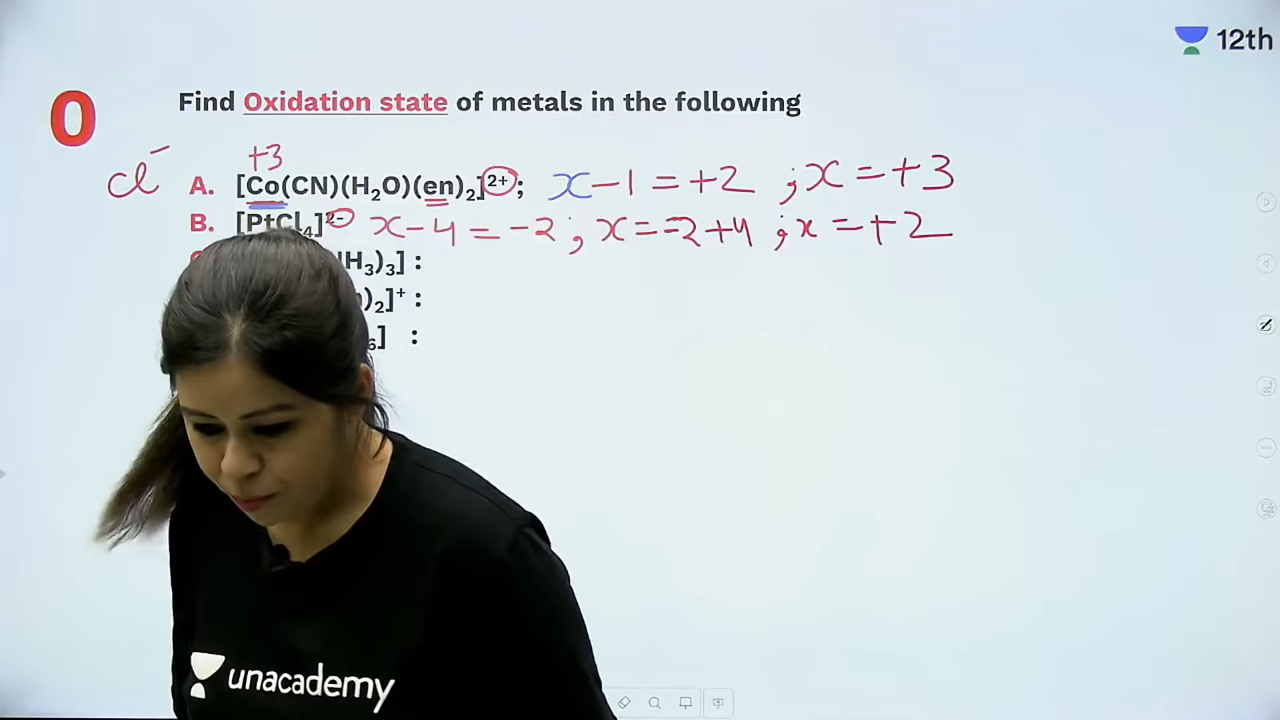 12th
Find Oxidation state of metals in the following
0
Cl⁻
+3
A. [Co(CN)(H₂O)(en)₂]²⁺; x-1=+2 ; x=+3
B. [PtCl₄]²⁻ x-4=-2; x=-2+4 ; x=+2
H₃)₃] :
)₂]⁺ :
₆] :
unacademy